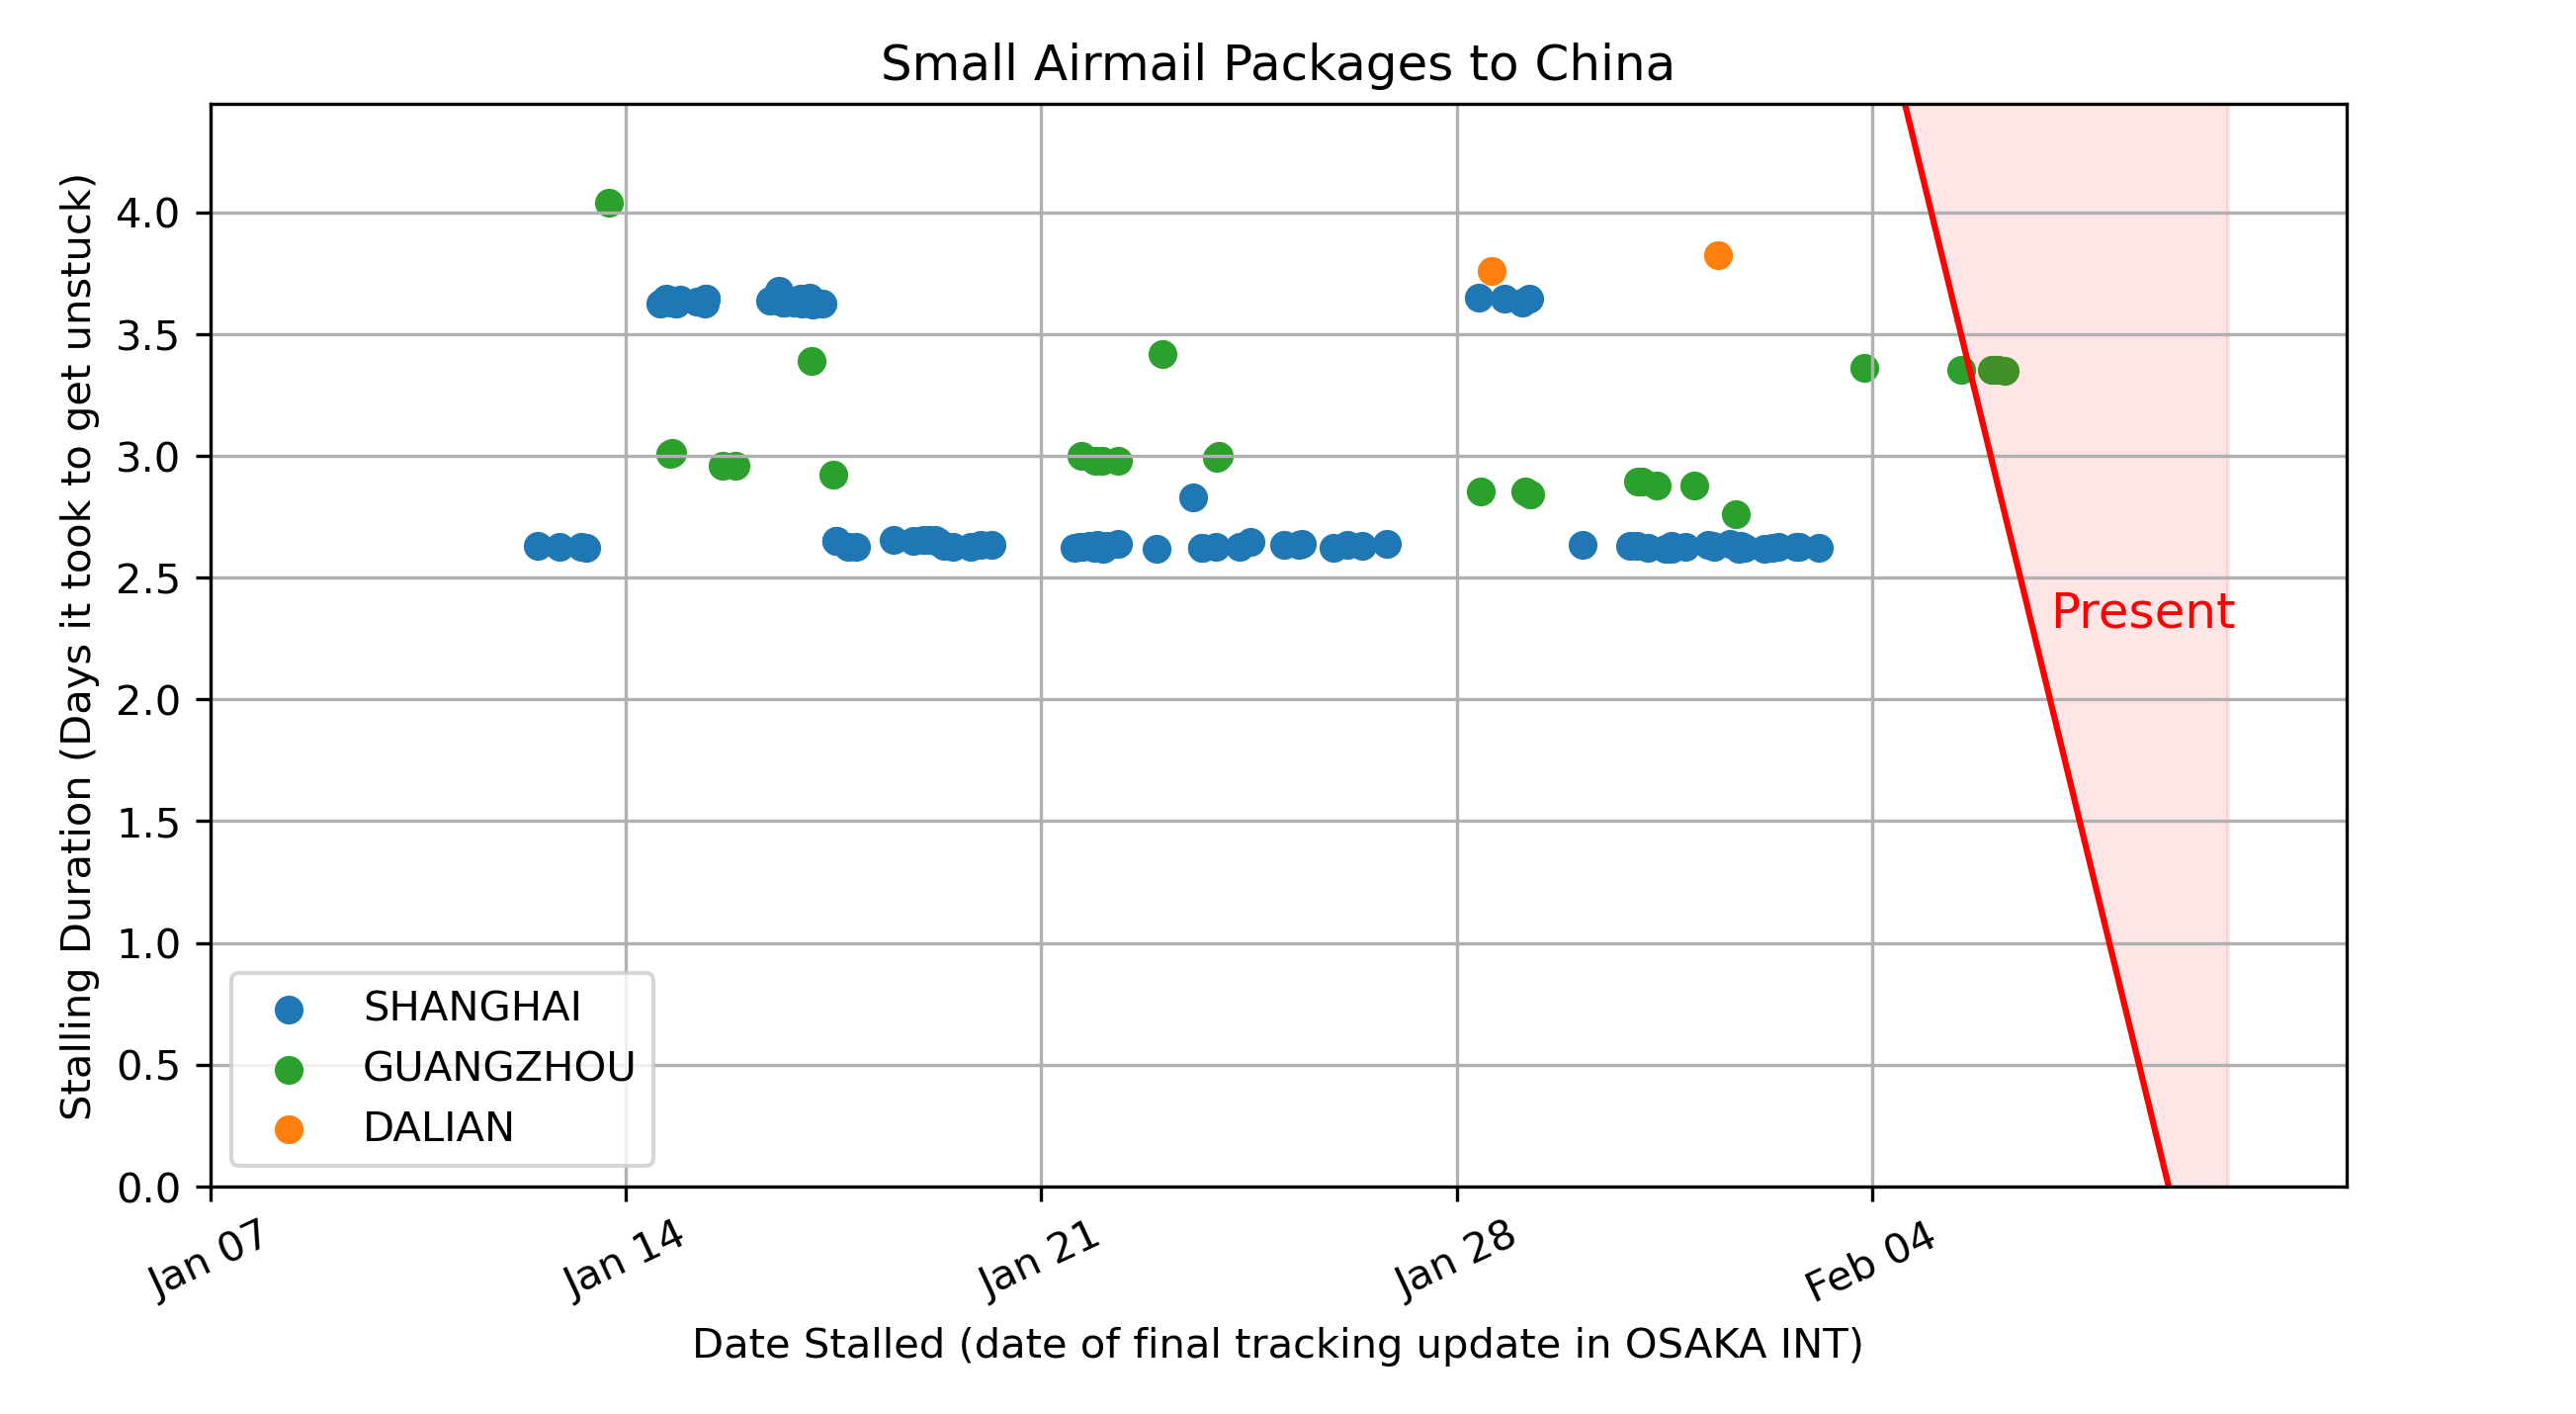 Small Airmail Packages to China
Stalling Duration (Days it took to get unstuck)
4.0
3.5
3.0
2.5
2.0
1.5
1.0
0.5
0.0
Present
SHANGHAI
GUANGZHOU
DALIAN
Jan 07
Jan 14
Jan 21
Jan 28
Feb 04
Date Stalled (date of final tracking update in OSAKA INT)